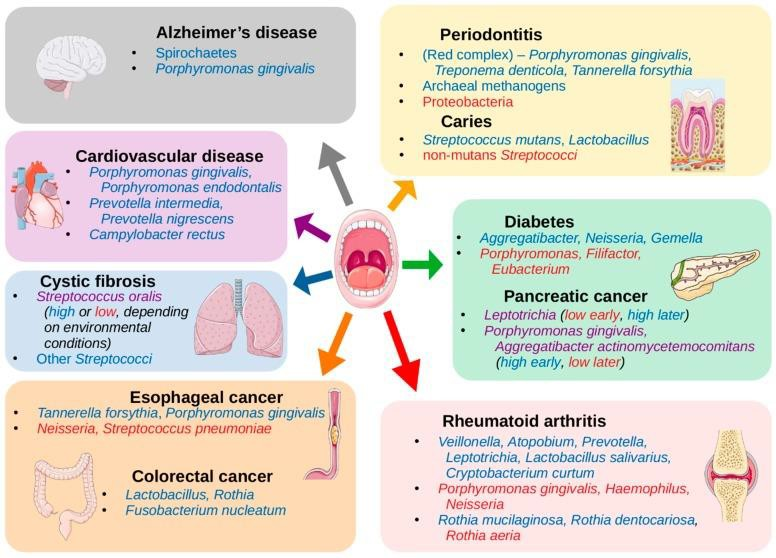 Alzheimer's disease
• Spirochaetes
• Porphyromonas gingivalis
Periodontitis
• (Red complex) – Porphyromonas gingivalis,
Treponema denticola, Tannerella forsythia
• Archaeal methanogens
• Proteobacteria
Caries
• Streptococcus mutans, Lactobacillus
• non-mutans Streptococci
Cardiovascular disease
• Porphyromonas gingivalis,
Porphyromonas endodontalis
• Prevotella intermedia,
Prevotella nigrescens
• Campylobacter rectus
Diabetes
• Aggregatibacter, Neisseria, Gemella
• Porphyromonas, Filifactor,
Eubacterium
Pancreatic cancer
• Leptotrichia (low early, high later)
• Porphyromonas gingivalis,
Aggregatibacter actinomycetemocomitans
(high early, low later)
Cystic fibrosis
• Streptococcus oralis
(high or low, depending
on environmental
conditions)
• Other Streptococci
Esophageal cancer
• Tannerella forsythia, Porphyromonas gingivalis
• Neisseria, Streptococcus pneumoniae
Colorectal cancer
• Lactobacillus, Rothia
• Fusobacterium nucleatum
Rheumatoid arthritis
• Veillonella, Atopobium, Prevotella,
Leptotrichia, Lactobacillus salivarius,
Cryptobacterium curtum
• Porphyromonas gingivalis, Haemophilus,
Neisseria
• Rothia mucilaginosa, Rothia dentocariosa,
Rothia aeria